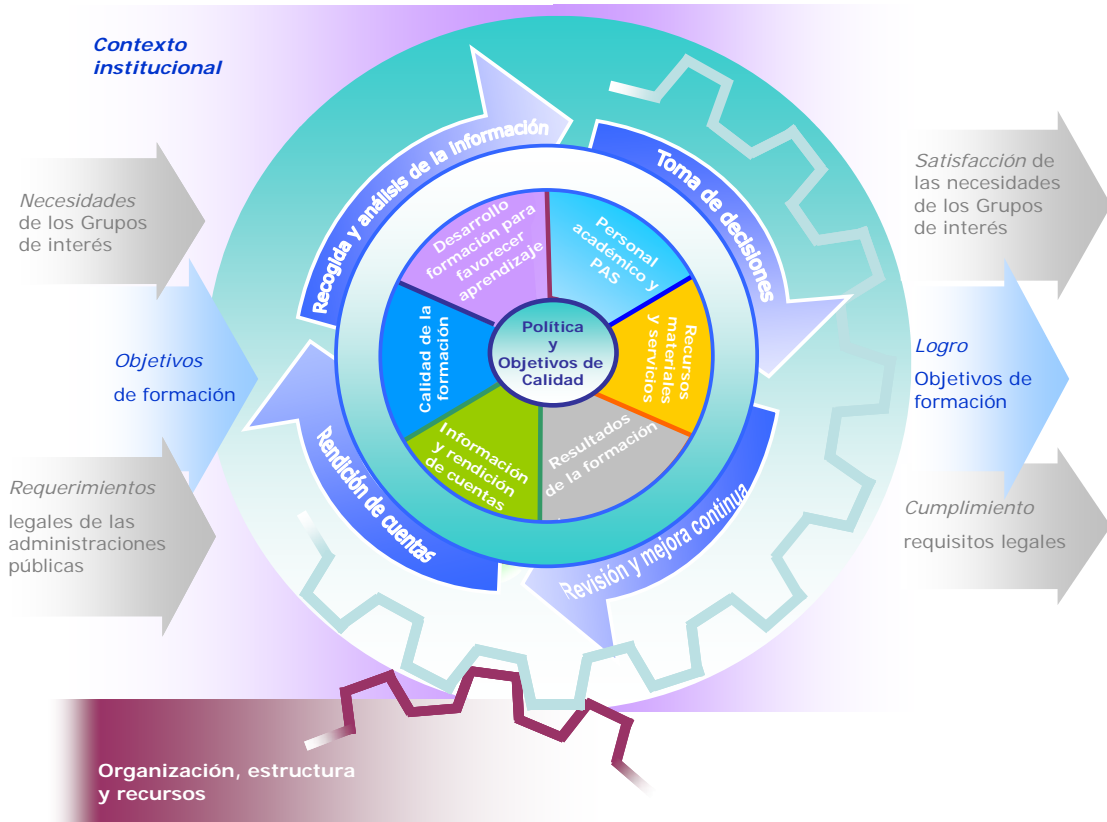 Contexto
institucional
Necesidades
de los Grupos
de interés
Objetivos
de formación
Requerimientos
legales de las
administraciones
públicas
Recogida y análisis de la Información
Toma de decisiones
Revisión y mejora continua
Rendición de cuentas
Desarrollo
formación para
favorecer
aprendizaje
Personal
académico y
PAS
Recursos
materiales
y servicios
Resultados
de la formación
Información
y rendición
de cuentas
Calidad de la
formación
Política
y
Objetivos de
Calidad
Satisfacción de
las necesidades
de los Grupos
de interés
Logro
Objetivos de
formación
Cumplimiento
requisitos legales
Organización, estructura
y recursos